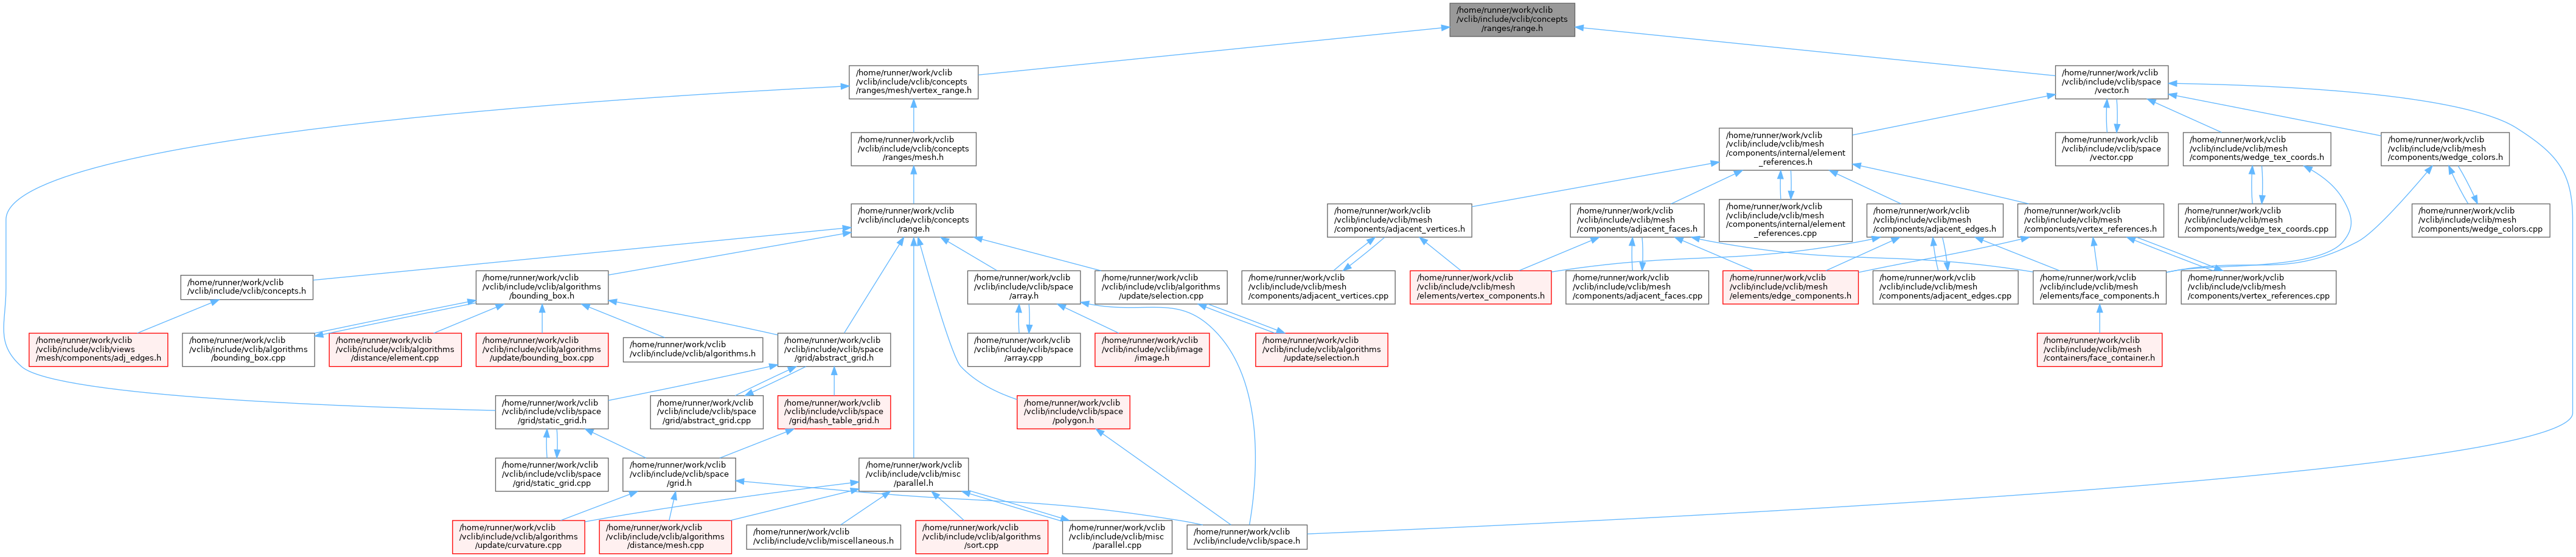 /home/runner/work/vclib
/vclib/include/vclib/concepts
/ranges/range.h
/home/runner/work/vclib
/vclib/include/vclib/concepts
/ranges/mesh/vertex_range.h
/home/runner/work/vclib
/vclib/include/vclib/space
/vector.h
/home/runner/work/vclib
/vclib/include/vclib/concepts
/ranges/mesh.h
/home/runner/work/vclib
/vclib/include/vclib/mesh
/components/internal/element
_references.h
/home/runner/work/vclib
/vclib/include/vclib/space
/vector.cpp
/home/runner/work/vclib
/vclib/include/vclib/mesh
/components/wedge_tex_coords.h
/home/runner/work/vclib
/vclib/include/vclib/mesh
/components/wedge_colors.h
/home/runner/work/vclib
/vclib/include/vclib/concepts
/range.h
/home/runner/work/vclib
/vclib/include/vclib/mesh
/components/adjacent_vertices.h
/home/runner/work/vclib
/vclib/include/vclib/mesh
/components/adjacent_faces.h
/home/runner/work/vclib
/vclib/include/vclib/mesh
/components/internal/element
_references.cpp
/home/runner/work/vclib
/vclib/include/vclib/mesh
/components/adjacent_edges.h
/home/runner/work/vclib
/vclib/include/vclib/mesh
/components/vertex_references.h
/home/runner/work/vclib
/vclib/include/vclib/mesh
/components/wedge_tex_coords.cpp
/home/runner/work/vclib
/vclib/include/vclib/mesh
/components/wedge_colors.cpp
/home/runner/work/vclib
/vclib/include/vclib/concepts.h
/home/runner/work/vclib
/vclib/include/vclib/algorithms
/bounding_box.h
/home/runner/work/vclib
/vclib/include/vclib/space
/array.h
/home/runner/work/vclib
/vclib/include/vclib/algorithms
/update/selection.cpp
/home/runner/work/vclib
/vclib/include/vclib/mesh
/components/adjacent_vertices.cpp
/home/runner/work/vclib
/vclib/include/vclib/mesh
/elements/vertex_components.h
/home/runner/work/vclib
/vclib/include/vclib/mesh
/components/adjacent_faces.cpp
/home/runner/work/vclib
/vclib/include/vclib/mesh
/elements/edge_components.h
/home/runner/work/vclib
/vclib/include/vclib/mesh
/components/adjacent_edges.cpp
/home/runner/work/vclib
/vclib/include/vclib/mesh
/elements/face_components.h
/home/runner/work/vclib
/vclib/include/vclib/mesh
/components/vertex_references.cpp
/home/runner/work/vclib
/vclib/include/vclib/views
/mesh/components/adj_edges.h
/home/runner/work/vclib
/vclib/include/vclib/algorithms
/bounding_box.cpp
/home/runner/work/vclib
/vclib/include/vclib/algorithms
/distance/element.cpp
/home/runner/work/vclib
/vclib/include/vclib/algorithms
/update/bounding_box.cpp
/home/runner/work/vclib
/vclib/include/vclib/algorithms.h
/home/runner/work/vclib
/vclib/include/vclib/space
/grid/abstract_grid.h
/home/runner/work/vclib
/vclib/include/vclib/space
/array.cpp
/home/runner/work/vclib
/vclib/include/vclib/image
/image.h
/home/runner/work/vclib
/vclib/include/vclib/algorithms
/update/selection.h
/home/runner/work/vclib
/vclib/include/vclib/mesh
/containers/face_container.h
/home/runner/work/vclib
/vclib/include/vclib/space
/grid/static_grid.h
/home/runner/work/vclib
/vclib/include/vclib/space
/grid/abstract_grid.cpp
/home/runner/work/vclib
/vclib/include/vclib/space
/grid/hash_table_grid.h
/home/runner/work/vclib
/vclib/include/vclib/space
/polygon.h
/home/runner/work/vclib
/vclib/include/vclib/space
/grid/static_grid.cpp
/home/runner/work/vclib
/vclib/include/vclib/space
/grid.h
/home/runner/work/vclib
/vclib/include/vclib/misc
/parallel.h
/home/runner/work/vclib
/vclib/include/vclib/algorithms
/update/curvature.cpp
/home/runner/work/vclib
/vclib/include/vclib/algorithms
/distance/mesh.cpp
/home/runner/work/vclib
/vclib/include/vclib/miscellaneous.h
/home/runner/work/vclib
/vclib/include/vclib/algorithms
/sort.cpp
/home/runner/work/vclib
/vclib/include/vclib/misc
/parallel.cpp
/home/runner/work/vclib
/vclib/include/vclib/space.h